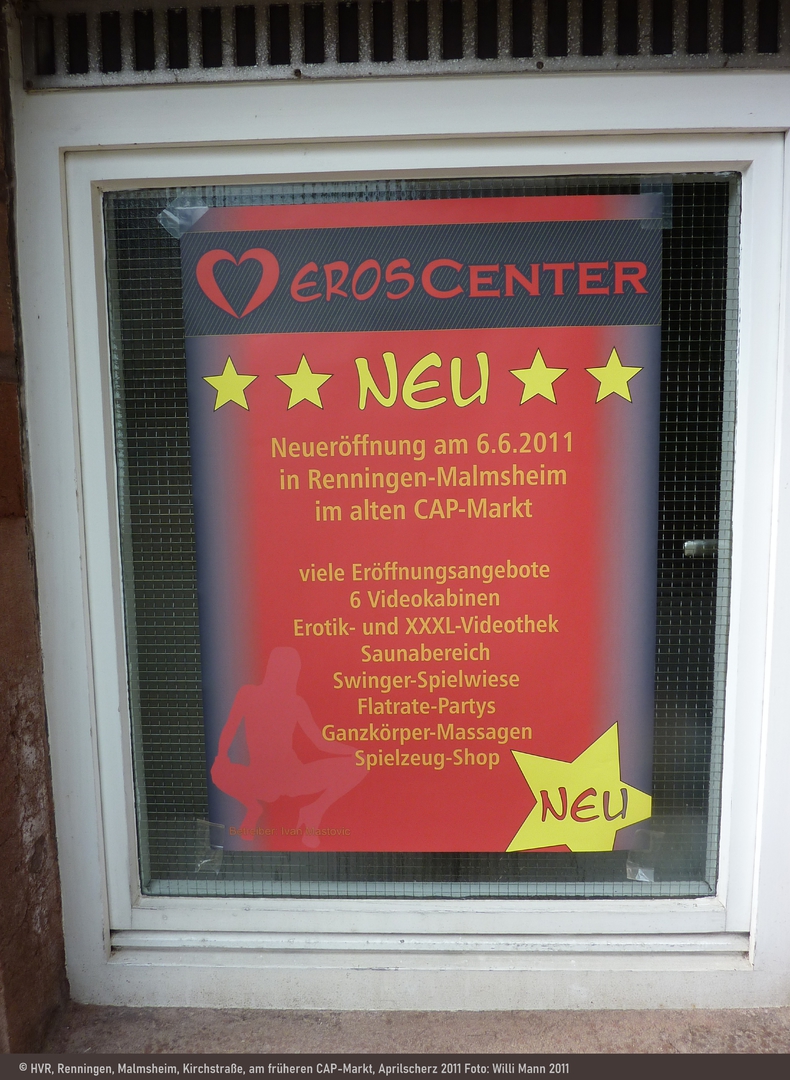 EROSCENTER
NEU
Neueröffnung am 6.6.2011
in Renningen-Malmsheim
im alten CAP-Markt
viele Eröffnungsangebote
6 Videokabinen
Erotik- und XXXL-Videothek
Saunabereich
Swinger-Spielwiese
Flatrate-Partys
Ganzkörper-Massagen
Spielzeug-Shop
NEU
© HVR, Renningen, Malmsheim, Kirchstraße, am früheren CAP-Markt, Aprilscherz 2011 Foto: Willi Mann 2011